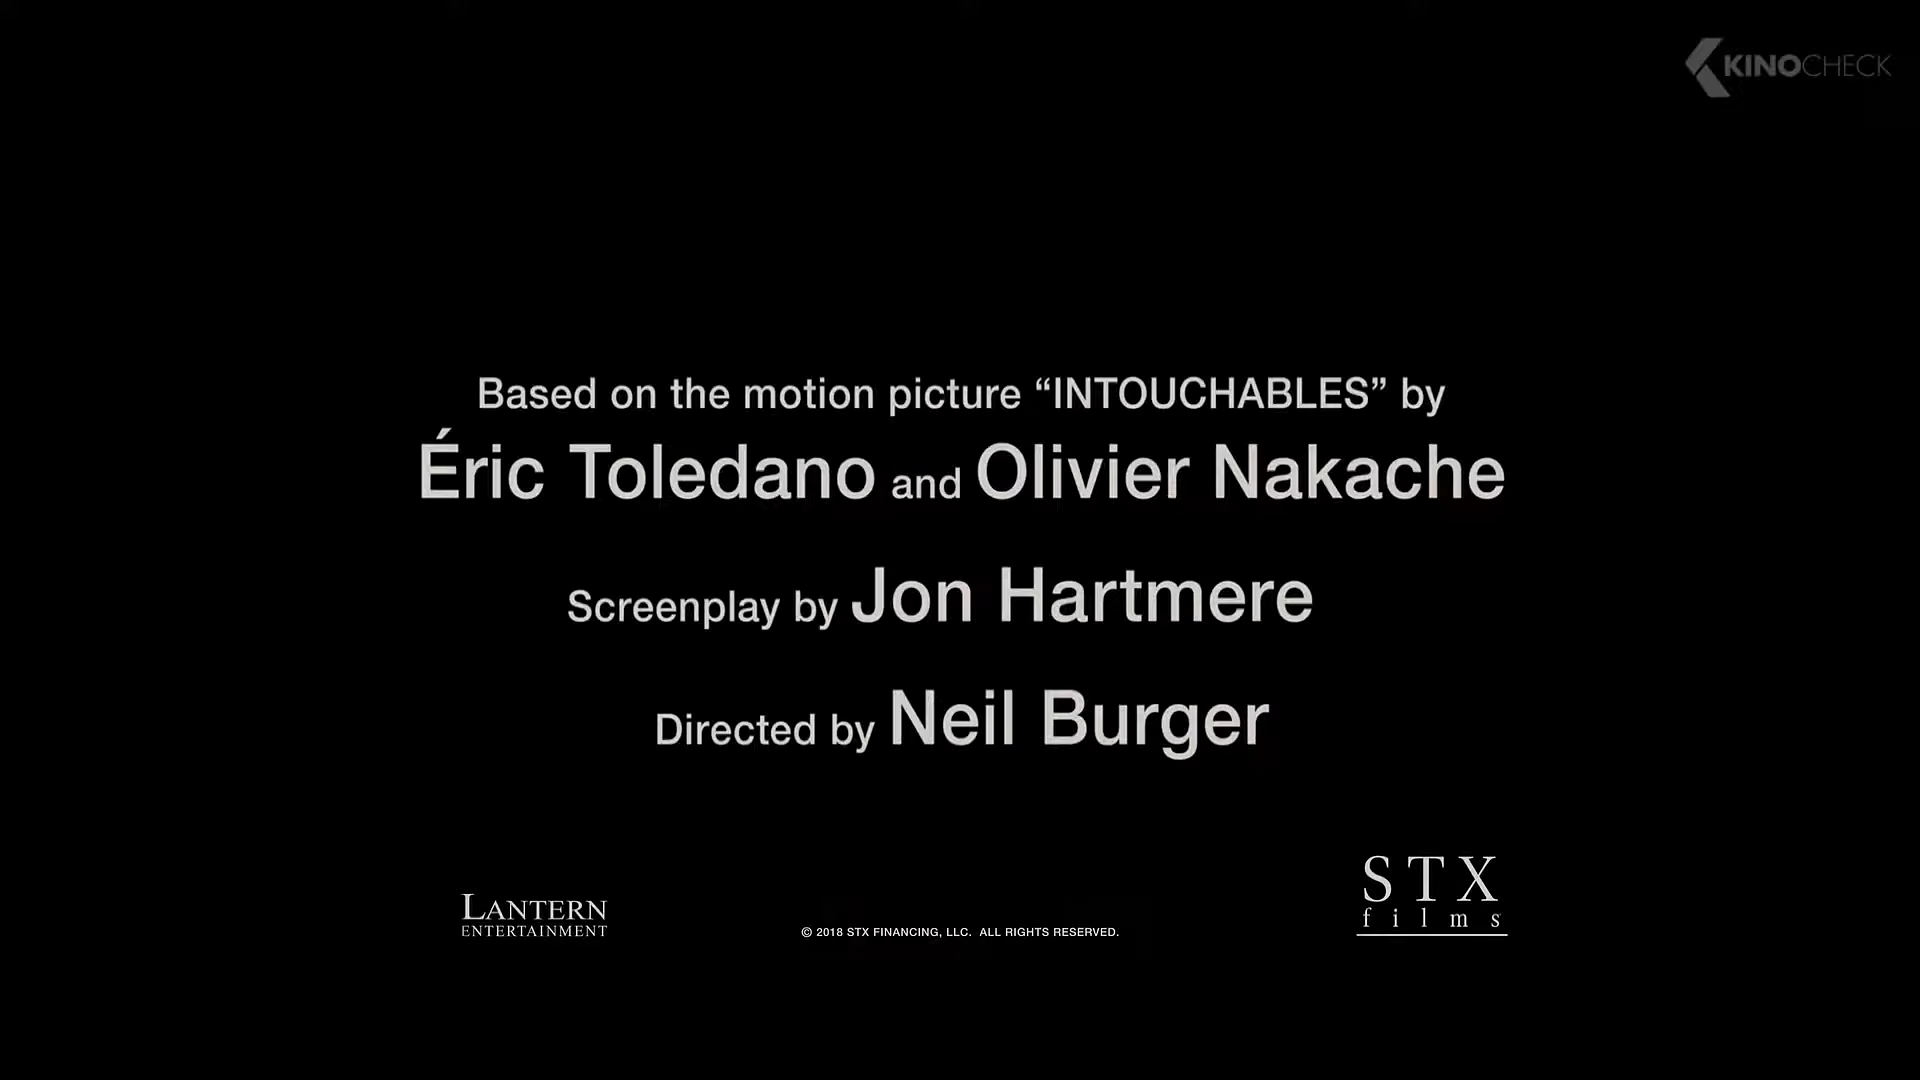 KINOCHECK
Based on the motion picture “INTOUCHABLES” by
Éric Toledano and Olivier Nakache
Screenplay by Jon Hartmere
Directed by Neil Burger
STX
films
LANTERN
ENTERTAINMENT
© 2018 STX FINANCING, LLC. ALL RIGHTS RESERVED.